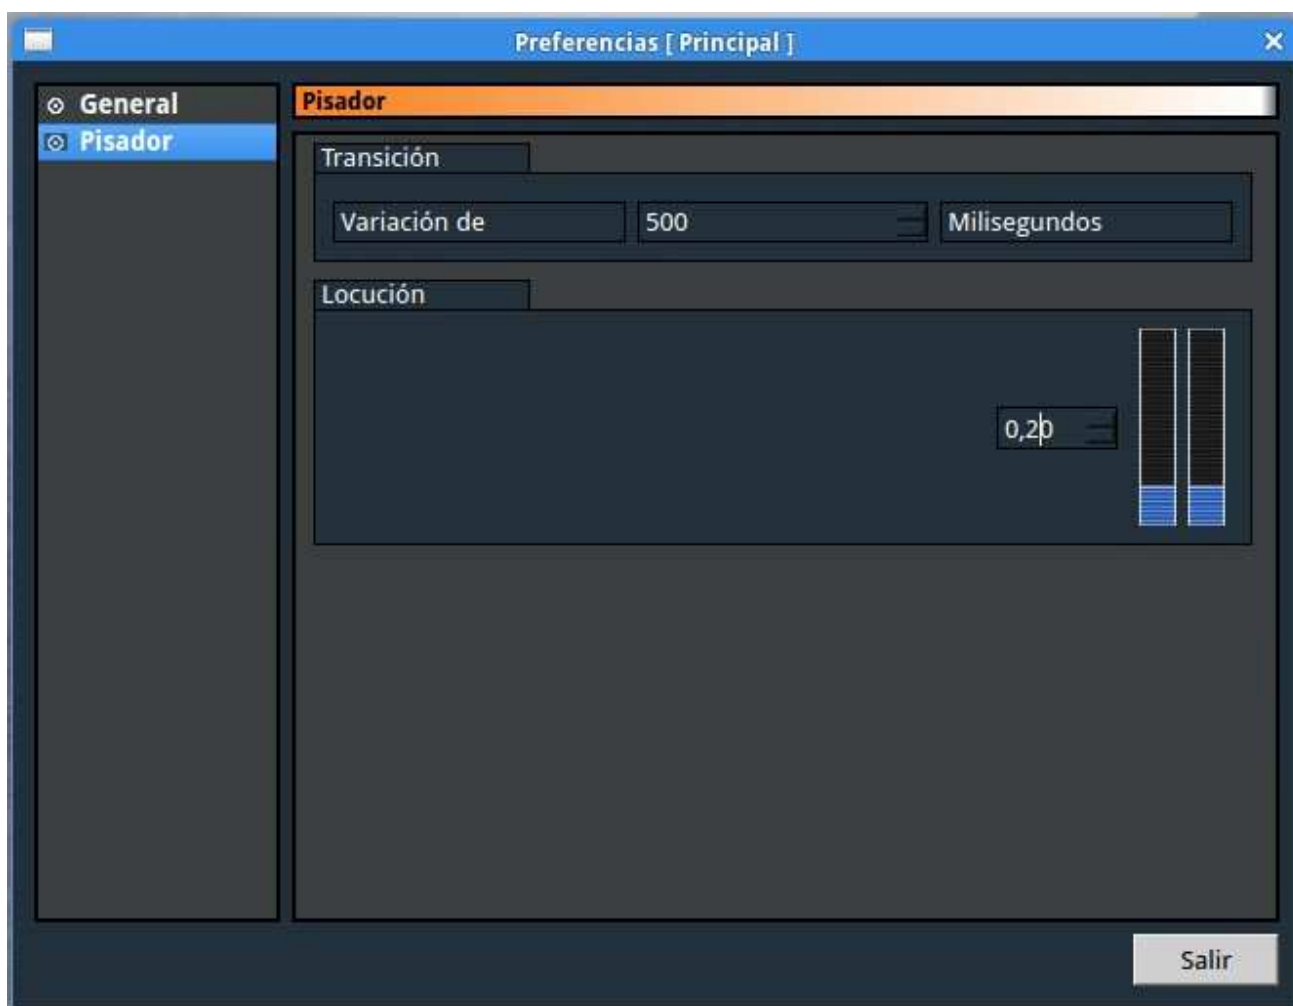 Preferencias [ Principal ]
General
Pisador
Pisador
Transición
Variación de 500 Milisegundos
Locución
0,20
Salir